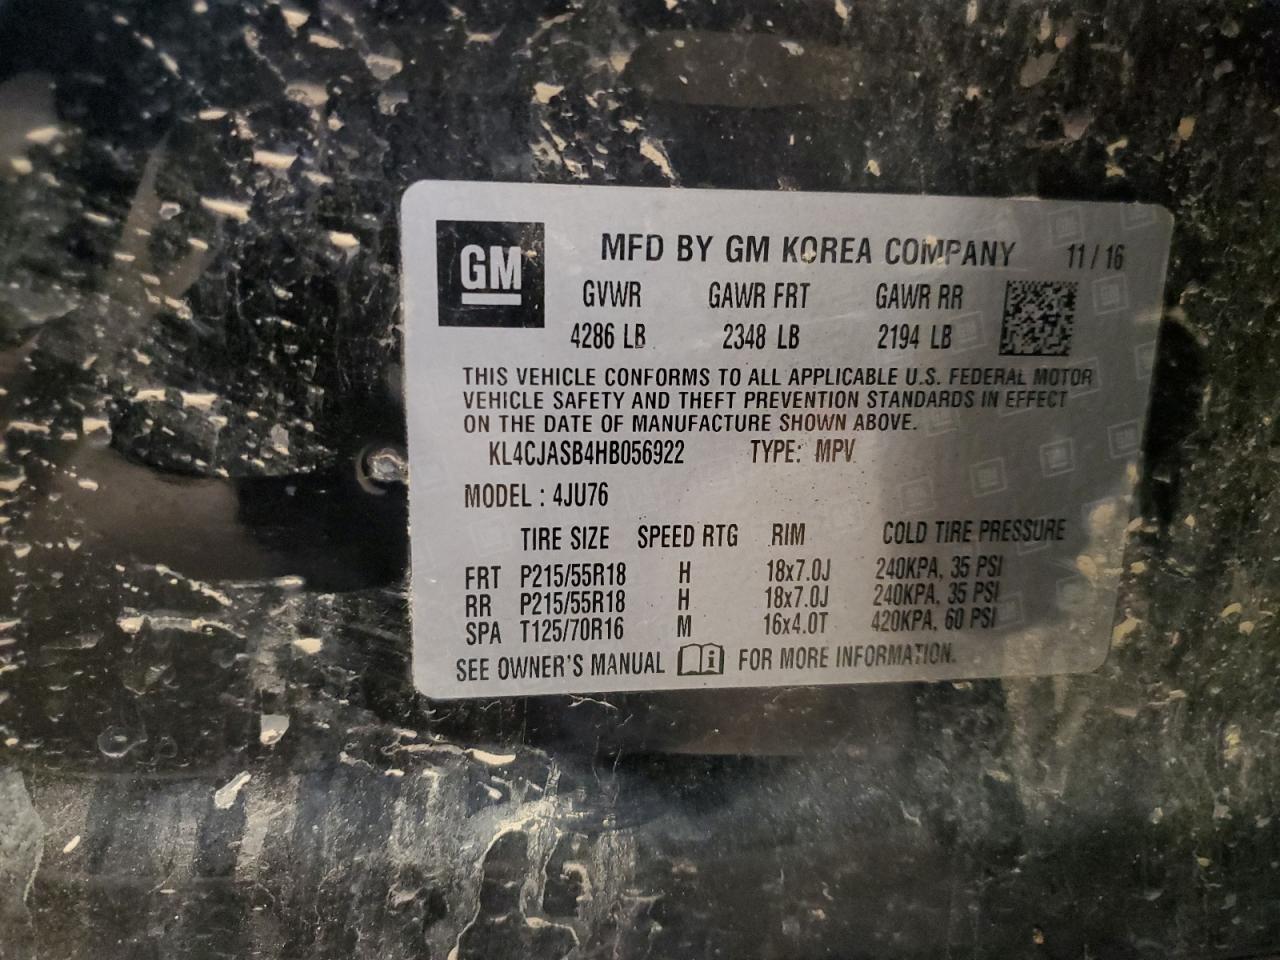 GM
MFD BY GM KOREA COMPANY 11/16
GVWR GAWR FRT GAWR RR
4286 LB 2348 LB 2194 LB
THIS VEHICLE CONFORMS TO ALL APPLICABLE U.S. FEDERAL MOTOR
VEHICLE SAFETY AND THEFT PREVENTION STANDARDS IN EFFECT
ON THE DATE OF MANUFACTURE SHOWN ABOVE.
KL4CJASB4HB056922 TYPE: MPV
MODEL : 4JU76
TIRE SIZE SPEED RTG RIM COLD TIRE PRESSURE
FRT P215/55R18 H 18x7.0J 240KPA, 35 PSI
RR P215/55R18 H 18x7.0J 240KPA, 35 PSI
SPA T125/70R16 M 16x4.0T 420KPA, 60 PSI
SEE OWNER'S MANUAL i FOR MORE INFORMATION.